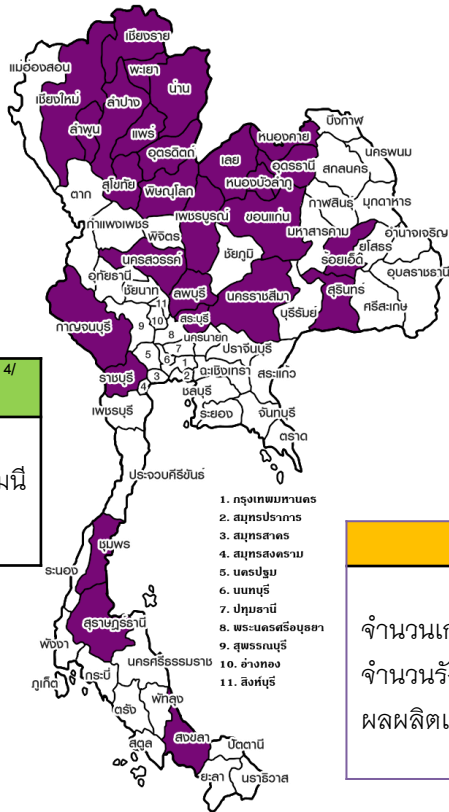 เชียงราย
แม่ฮ่องสอน
พะเยา
เชียงใหม่
ลำปาง
น่าน
ลำพูน
แพร่
อุตรดิตถ์
บึงกาฬ
หนองคาย
เลย
อุดรธานี
นครพนม
สกลนคร
หนองบัวลำภู
ตาก
สุโขทัย
พิษณุโลก
เพชรบูรณ์
ขอนแก่น
กาฬสินธุ์
มุกดาหาร
กำแพงเพชร
พิจิตร
มหาสารคาม
อำนาจเจริญ
ยโสธร
ร้อยเอ็ด
ชัยภูมิ
นครสวรรค์
อุทัยธานี
ชัยนาท
ลพบุรี
นครราชสีมา
บุรีรัมย์
สุรินทร์
ศรีสะเกษ
อุบลราชธานี
กาญจนบุรี
สระบุรี
11
10
9
8
นครนายก
7
ปราจีนบุรี
5
6
1
ฉะเชิงเทรา
สระแก้ว
ราชบุรี
3
2
4
ชลบุรี
เพชรบุรี
ระยอง
จันทบุรี
ตราด
4/
มนี
ประจวบคีรีขันธ์
1. กรุงเทพมหานคร
2. สมุทรปราการ
3. สมุทรสาคร
4. สมุทรสงคราม
5. นครปฐม
6. นนทบุรี
7. ปทุมธานี
8. พระนครศรีอยุธยา
9. สุพรรณบุรี
10. อ่างทอง
11. สิงห์บุรี
ชุมพร
ระนอง
สุราษฎร์ธานี
พังงา
ภูเก็ต
กระบี่
นครศรีธรรมราช
ตรัง
พัทลุง
สตูล
สงขลา
ปัตตานี
ยะลา
นราธิวาส
จำนวนเก
จำนวนรั
ผลผลิตเ